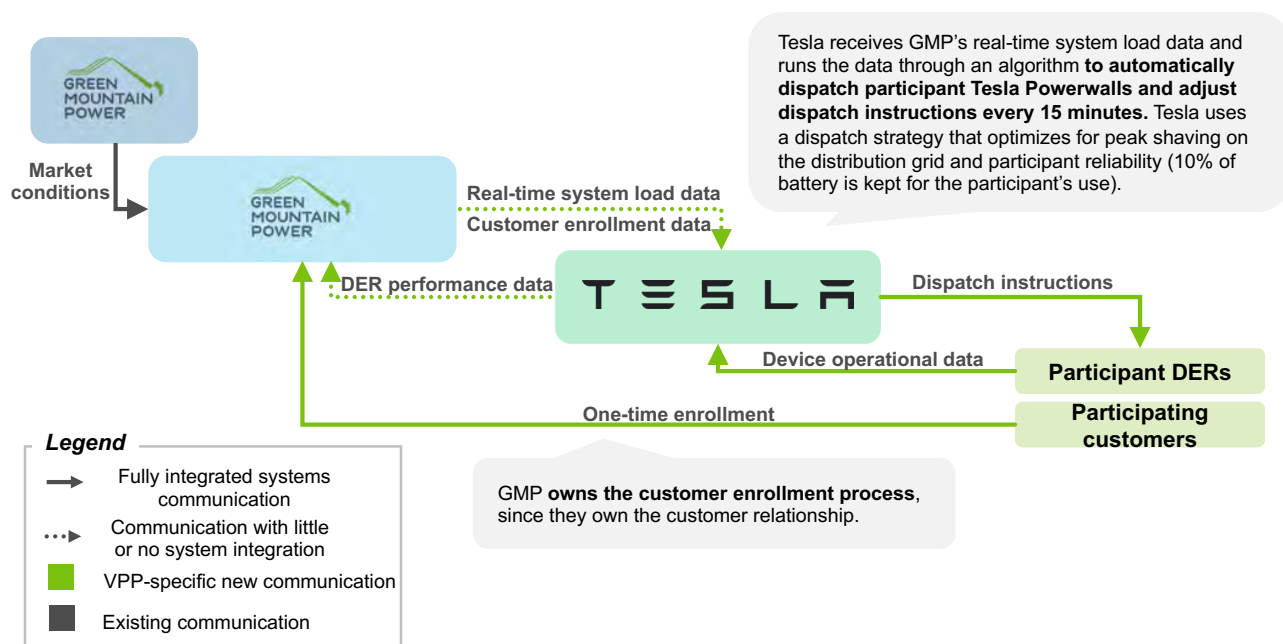 GREEN
MOUNTAIN
POWER
Market
conditions
GREEN
MOUNTAIN
POWER
Tesla receives GMP's real-time system load data and
runs the data through an algorithm to automatically
dispatch participant Tesla Powerwalls and adjust
dispatch instructions every 15 minutes. Tesla uses
a dispatch strategy that optimizes for peak shaving on
the distribution grid and participant reliability (10% of
battery is kept for the participant's use).
Real-time system load data
Customer enrollment data
DER performance data
TESLA
Dispatch instructions
Device operational data
Participant DERs
One-time enrollment
Participating
customers
GMP owns the customer enrollment process,
since they own the customer relationship.
Legend
Fully integrated systems
communication
Communication with little
or no system integration
VPP-specific new communication
Existing communication